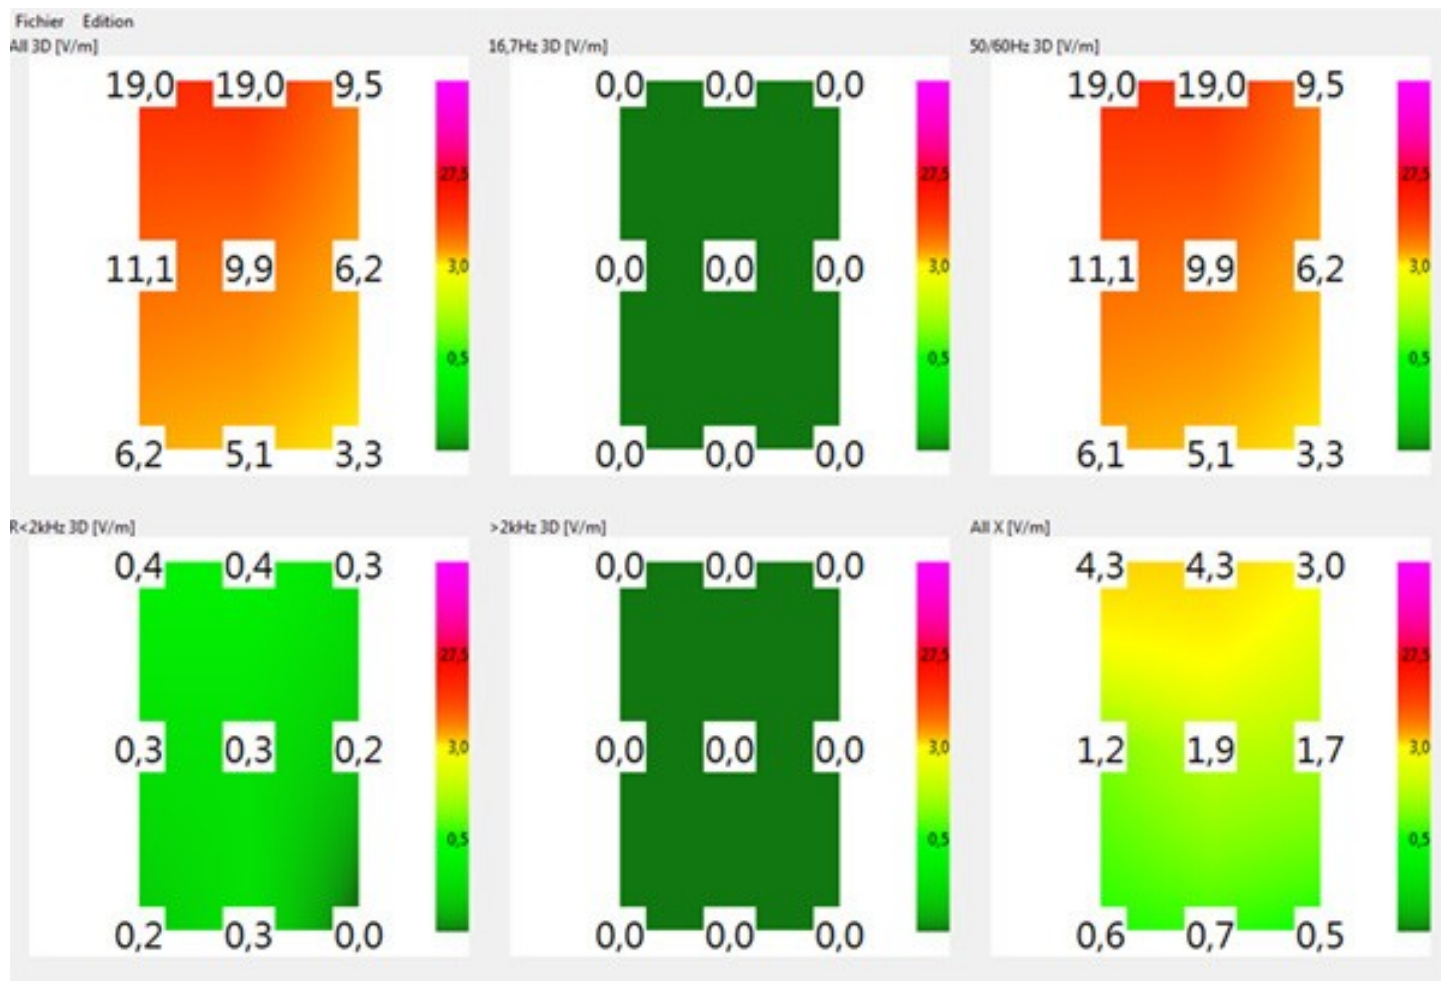 Fichier Edition
All 3D [V/m] 16,7Hz 3D [V/m] 50/60Hz 3D [V/m]
19,0 19,0 9,5 0,0 0,0 0,0 19,0 19,0 9,5
27,5 27,5 27,5
11,1 9,9 6,2 3,0 0,0 0,0 0,0 3,0 11,1 9,9 6,2 3,0
0,5 0,5 0,5
6,2 5,1 3,3 0,0 0,0 0,0 6,1 5,1 3,3
R<2kHz 3D [V/m] >2kHz 3D [V/m] All X [V/m]
0,4 0,4 0,3 0,0 0,0 0,0 4,3 4,3 3,0
27,5 27,5 27,5
0,3 0,3 0,2 3,0 0,0 0,0 0,0 3,0 1,2 1,9 1,7 3,0
0,5 0,5 0,5
0,2 0,3 0,0 0,0 0,0 0,0 0,6 0,7 0,5